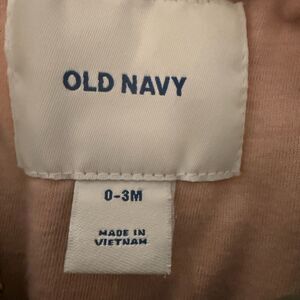 OLD NAVY
0-3M
MADE IN
VIETNAM